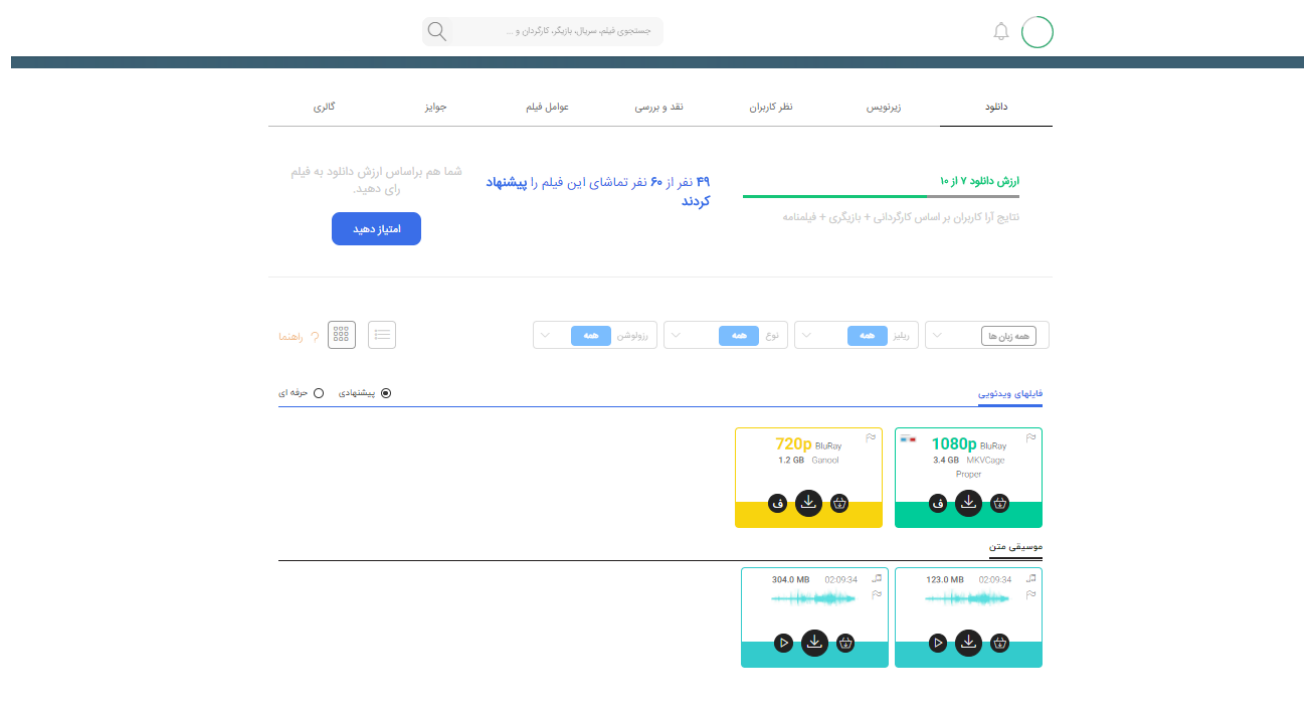 جستجوی فیلم، سریال، بازیگر، کارگردان و ...
دانلود
زیرنویس
نظر کاربران
نقد و بررسی
عوامل فیلم
جوایز
گالری
ارزش دانلود ۷ از ۱۰
نتایج آرا کاربران بر اساس کارگردانی + بازیگری + فیلمنامه
۴۹ نفر از ۶۰ نفر تماشای این فیلم را پیشنهاد
کردند
شما هم براساس ارزش دانلود به فیلم
رای دهید.
امتیاز دهید
همه زبان ها
ریلیز همه
نوع همه
رزولوشن همه
راهنما ?
فایلهای ویدئویی
پیشنهادی
حرفه ای
1080p BluRay
3.4 GB MKVCage
Proper
ف
720p BluRay
1.2 GB Ganool
ف
موسیقی متن
123.0 MB 02:09:34
304.0 MB 02:09:34